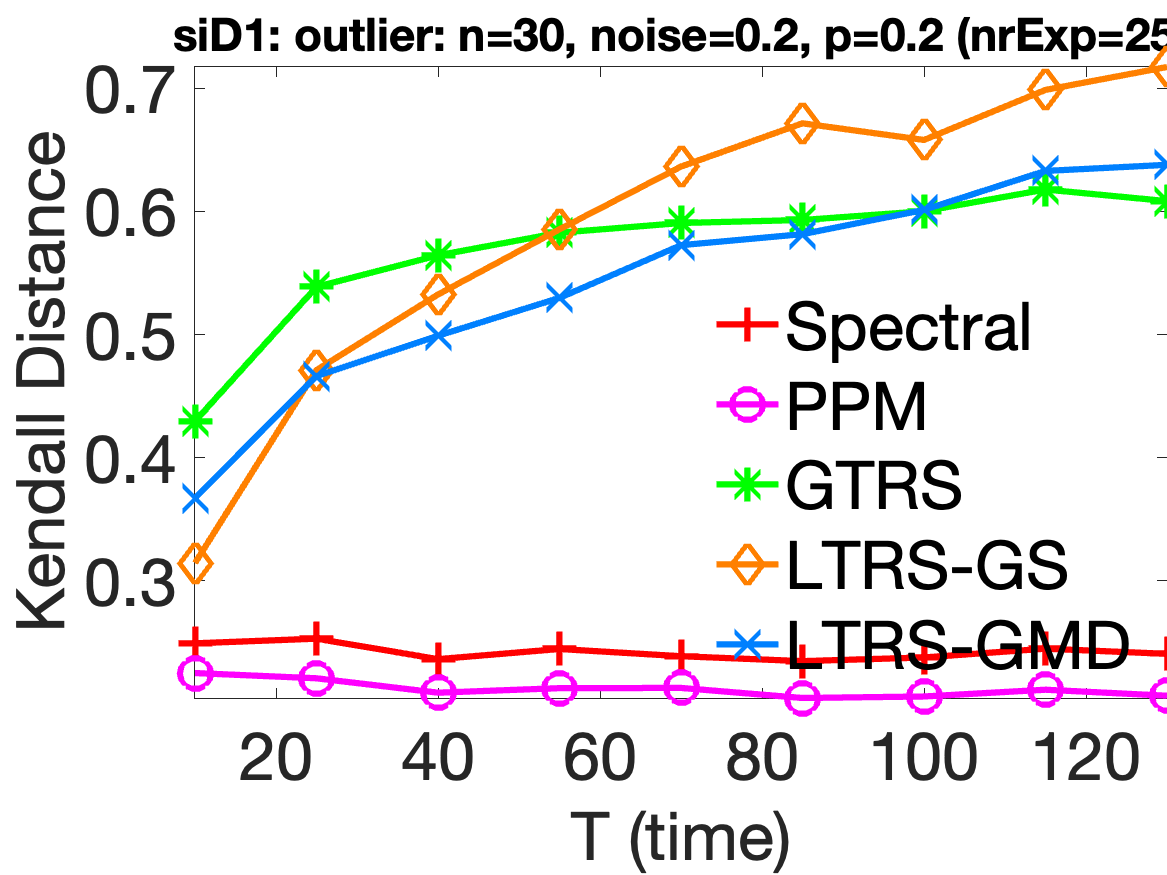 siD1: outlier: n=30, noise=0.2, p=0.2 (nrExp=25
0.7
0.6
0.5
0.4
0.3
Kendall Distance
Spectral
PPM
GTRS
LTRS-GS
LTRS-GMD
20 40 60 80 100 120
T (time)